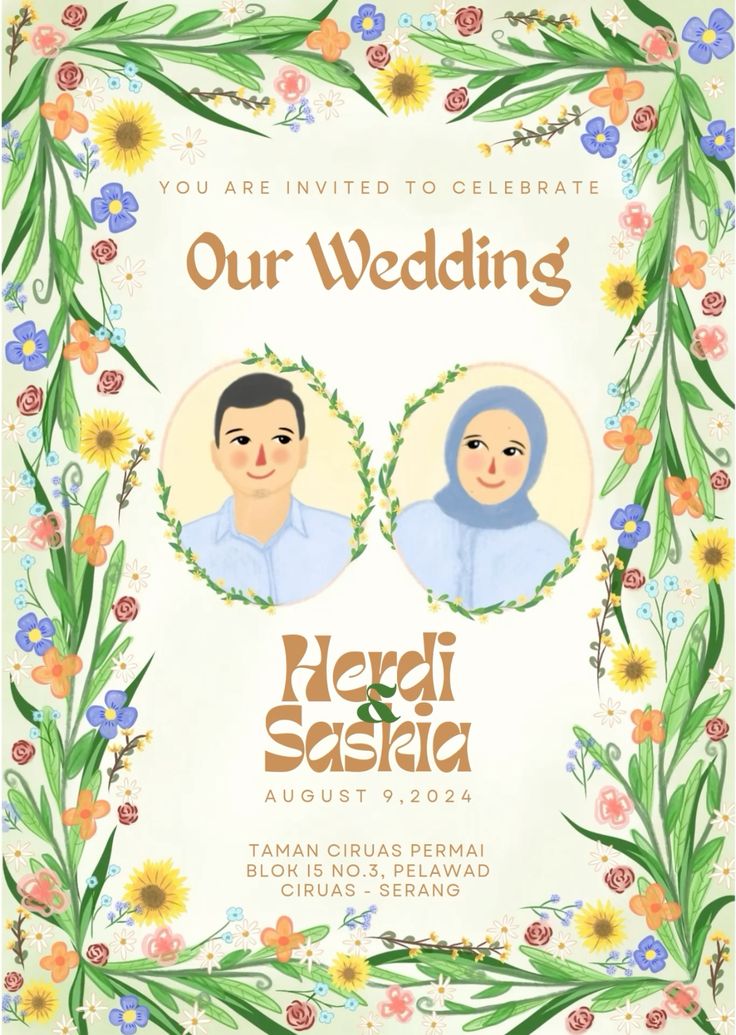 YOU ARE INVITED TO CELEBRATE
Our Wedding
Herdi
&
Saskia
AUGUST 9,2024
TAMAN CIRUAS PERMAI
BLOK I5 NO.3, PELAWAD
CIRUAS - SERANG